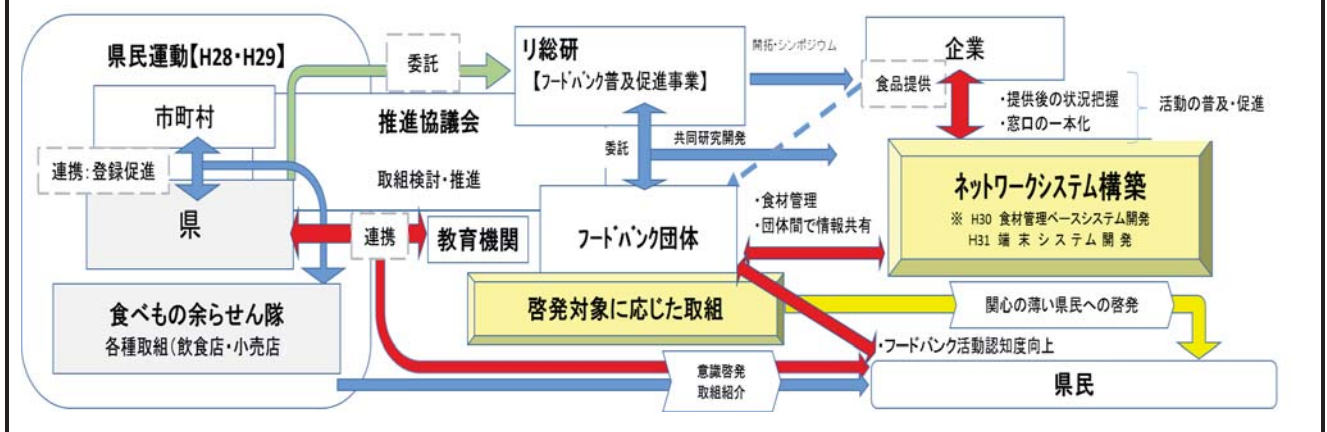 県民運動【H28・H29】
市町村
連携:登録促進
県
食べもの余らせん隊
各種取組(飲食店・小売店
委託
推進協議会
取組検討・推進
連携
教育機関
リ総研
【フードバンク普及促進事業】
委託
共同研究開発
フードバンク団体
啓発対象に応じた取組
開拓・シンポジウム
企業
食品提供
・提供後の状況把握
・窓口の一本化
活動の普及・促進
ネットワークシステム構築
※ H30 食材管理ベースシステム開発
H31 端末システム開発
・食材管理
・団体間で情報共有
関心の薄い県民への啓発
・フードバンク活動認知度向上
意識啓発
取組紹介
県民